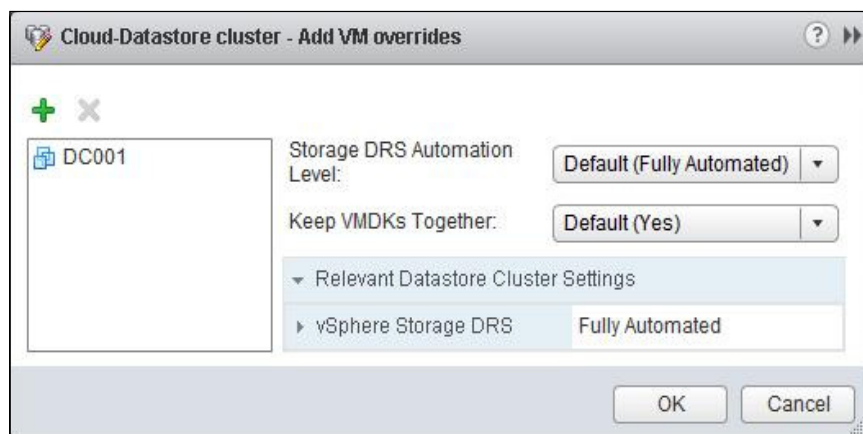 Cloud-Datastore cluster - Add VM overrides
DC001
Storage DRS Automation
Level:
Default (Fully Automated)
Keep VMDKs Together:
Default (Yes)
Relevant Datastore Cluster Settings
vSphere Storage DRS
Fully Automated
OK
Cancel